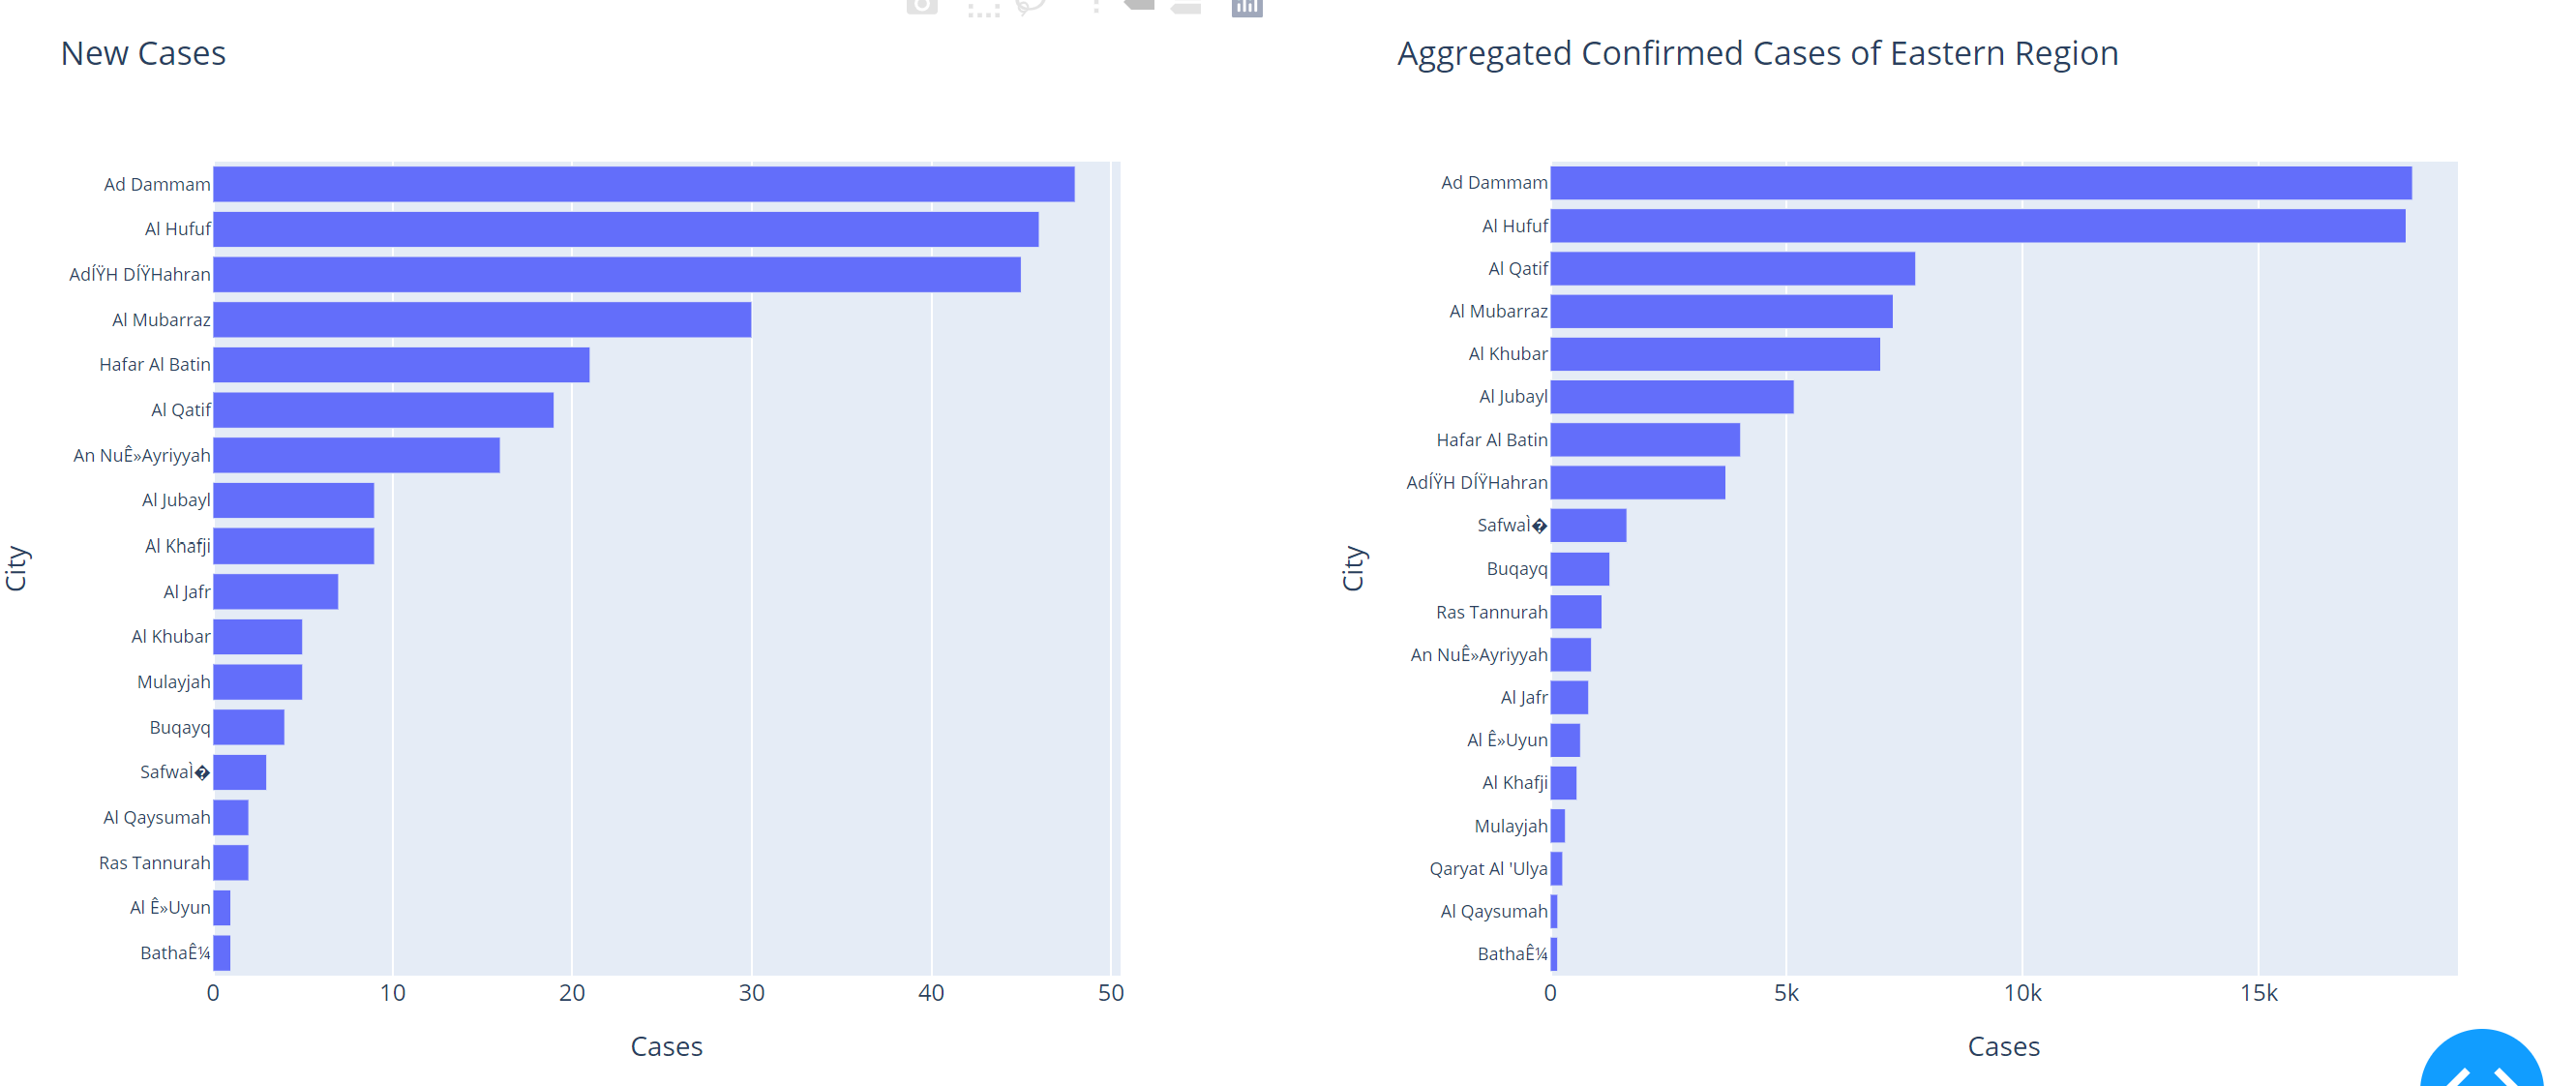 New Cases
Ad Dammam
Al Hufuf
AdÍŸH DÍŸHahran
Al Mubarraz
Hafar Al Batin
Al Qatif
An NuÊ»Ayriyyah
Al Jubayl
Al Khafji
Al Jafr
Al Khubar
Mulayjah
Buqayq
SafwaÌ�
Al Qaysumah
Ras Tannurah
Al Ê»Uyun
BathaÊ¼
City
0 10 20 30 40 50
Cases
Aggregated Confirmed Cases of Eastern Region
Ad Dammam
Al Hufuf
Al Qatif
Al Mubarraz
Al Khubar
Al Jubayl
Hafar Al Batin
AdÍŸH DÍŸHahran
SafwaÌ�
Buqayq
Ras Tannurah
An NuÊ»Ayriyyah
Al Jafr
Al Ê»Uyun
Al Khafji
Mulayjah
Qaryat Al 'Ulya
Al Qaysumah
BathaÊ¼
City
0 5k 10k 15k
Cases